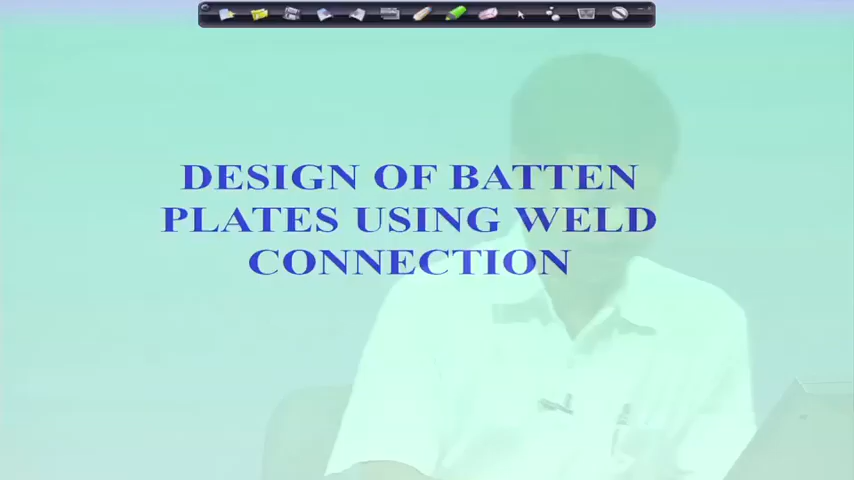 DESIGN OF BATTEN
PLATES USING WELD
CONNECTION